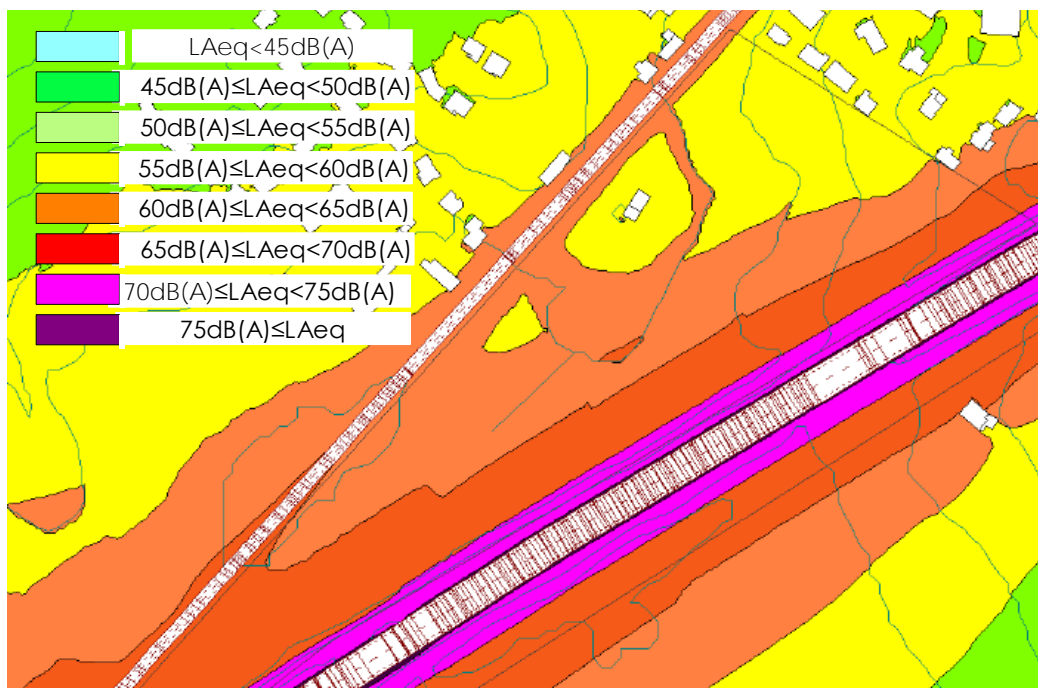 LAeq<45dB(A)
45dB(A)≤LAeq<50dB(A)
50dB(A)≤LAeq<55dB(A)
55dB(A)≤LAeq<60dB(A)
60dB(A)≤LAeq<65dB(A)
65dB(A)≤LAeq<70dB(A)
70dB(A)≤LAeq<75dB(A)
75dB(A)≤LAeq